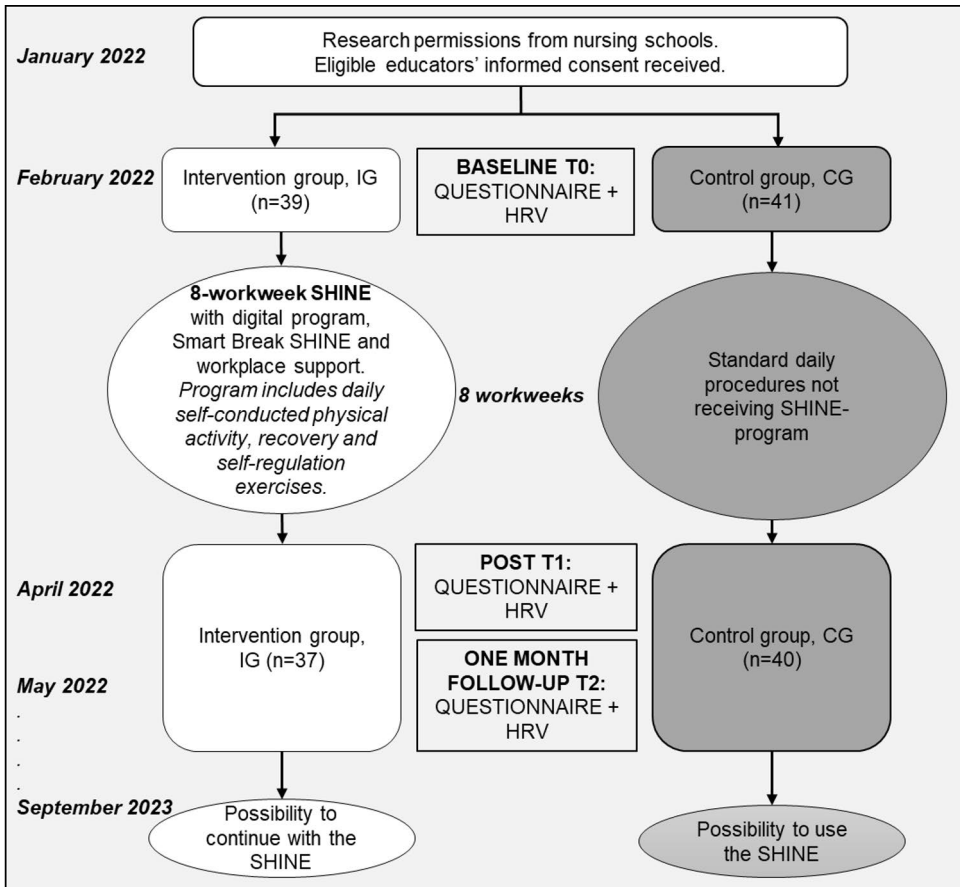 January 2022
Research permissions from nursing schools.
Eligible educators' informed consent received.
February 2022
Intervention group, IG
(n=39)
BASELINE T0:
QUESTIONNAIRE +
HRV
Control group, CG
(n=41)
8-workweek SHINE
with digital program,
Smart Break SHINE and
workplace support.
Program includes daily
self-conducted physical
activity, recovery and
self-regulation
exercises.
8 workweeks
Standard daily
procedures not
receiving SHINE-
program
April 2022
Intervention group,
IG (n=37)
POST T1:
QUESTIONNAIRE +
HRV
Control group, CG
(n=40)
May 2022
ONE MONTH
FOLLOW-UP T2:
QUESTIONNAIRE +
HRV
.
.
.
.
September 2023
Possibility to
continue with the
SHINE
Possibility to use
the SHINE